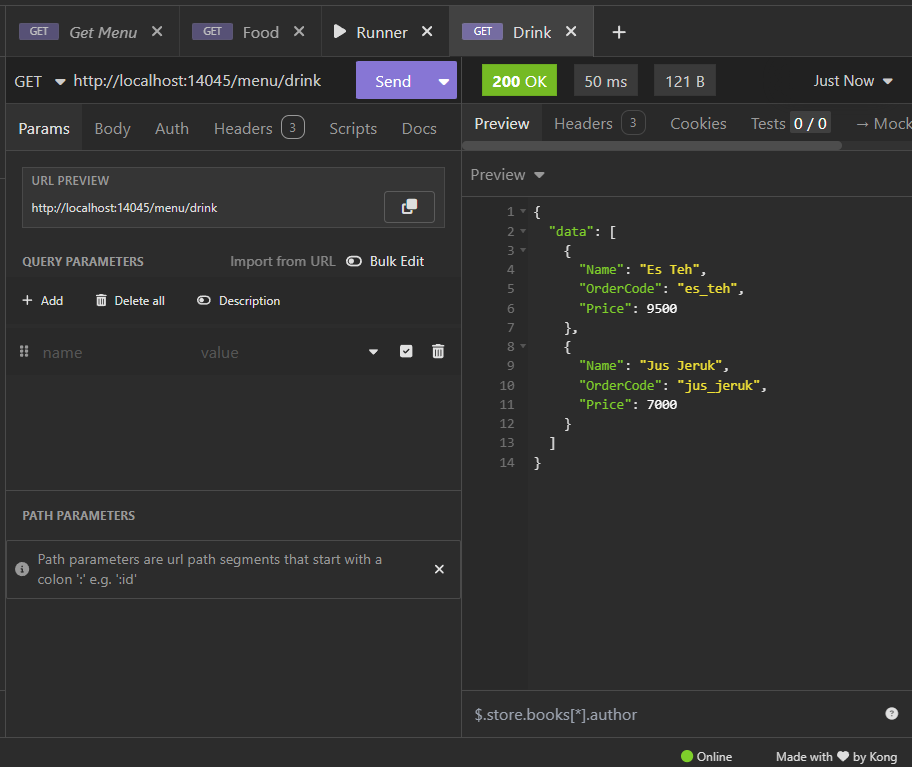 GET Get Menu GET Food Runner GET Drink
GET http://localhost:14045/menu/drink Send 200 OK 50 ms 121 B Just Now
Params Body Auth Headers 3 Scripts Docs
Preview Headers 3 Cookies Tests 0 / 0 → Mock
URL PREVIEW
http://localhost:14045/menu/drink
QUERY PARAMETERS Import from URL Bulk Edit
+ Add Delete all Description
name value
PATH PARAMETERS
Path parameters are url path segments that start with a
colon ':' e.g. ':id'
Preview
1 {
2 "data": [
3 {
4 "Name": "Es Teh",
5 "OrderCode": "es_teh",
6 "Price": 9500
7 },
8 {
9 "Name": "Jus Jeruk",
10 "OrderCode": "jus_jeruk",
11 "Price": 7000
12 }
13 ]
14 }
$.store.books[*].author
Online Made with ♥ by Kong